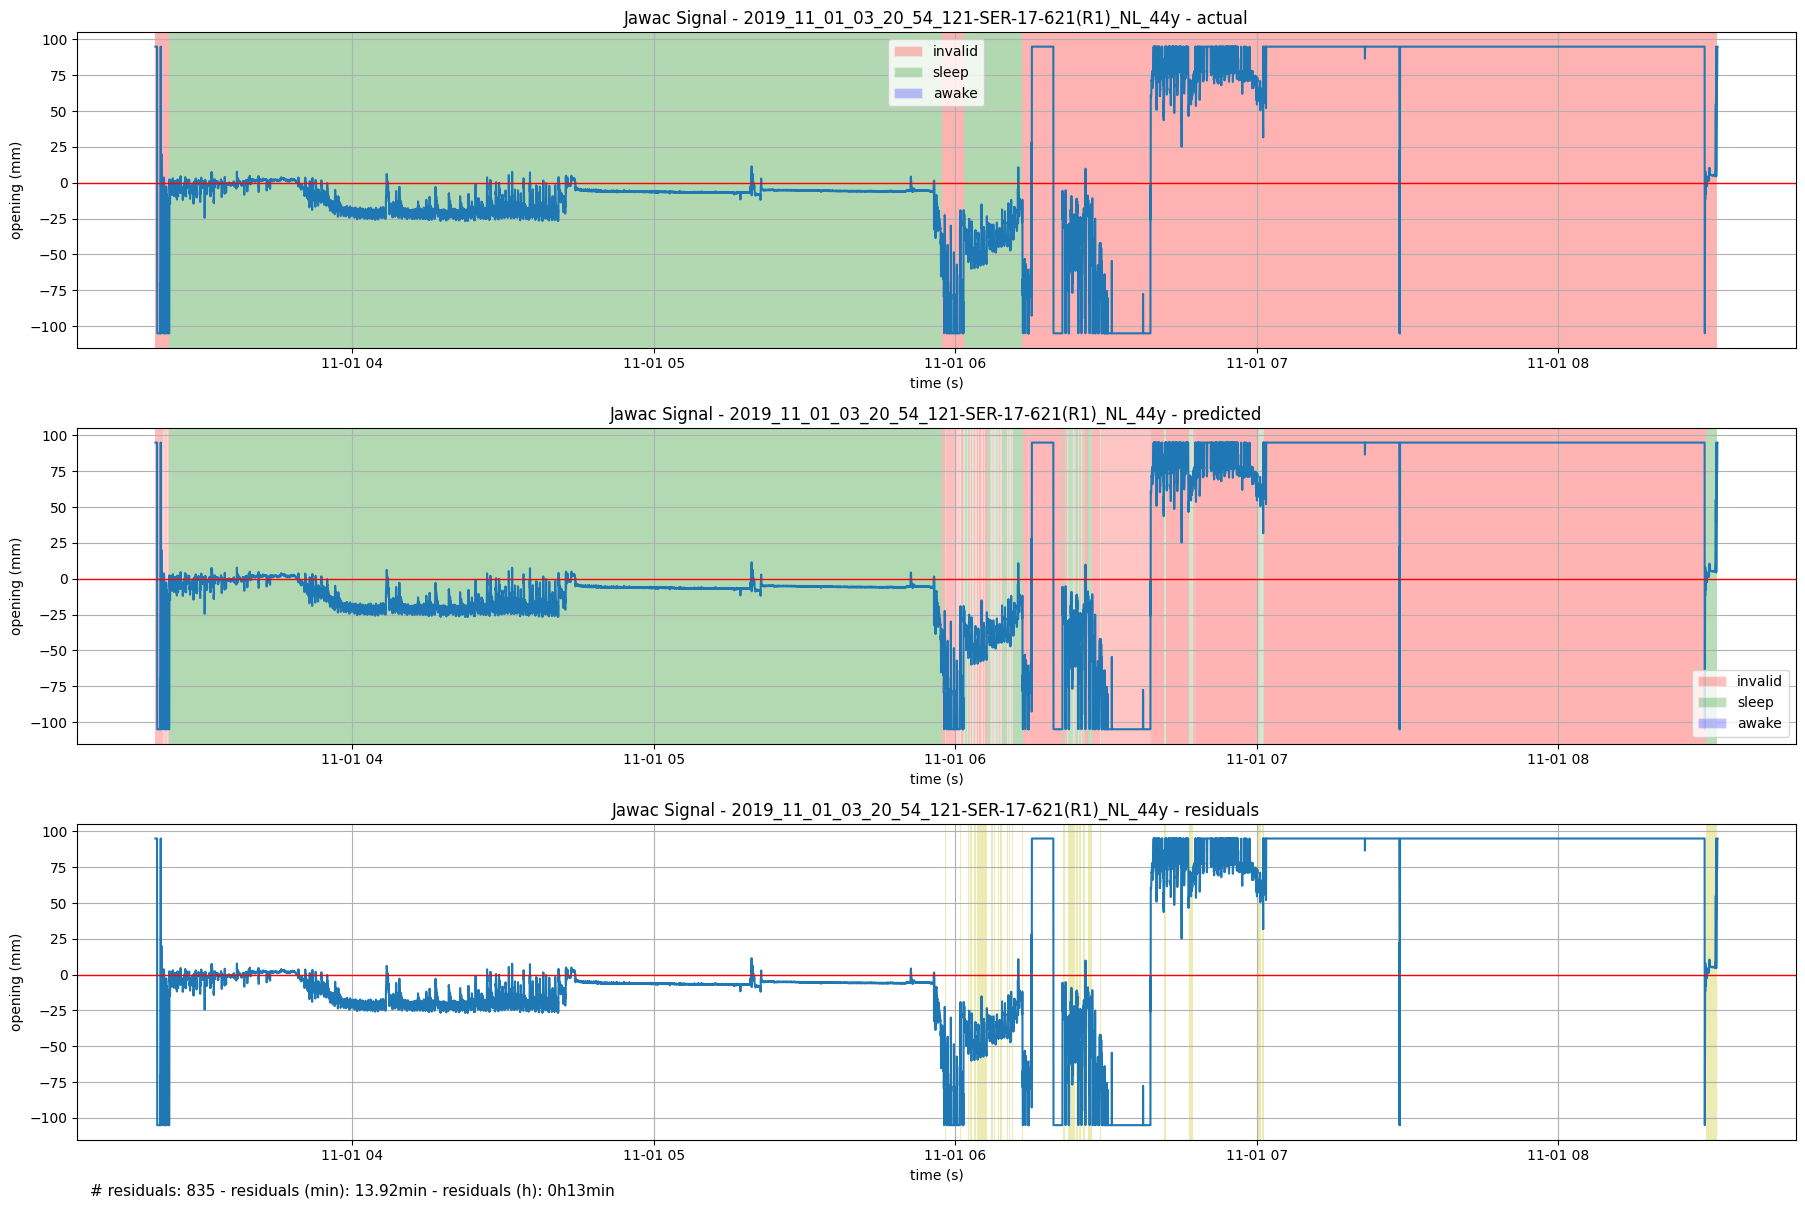 Jawac Signal - 2019_11_01_03_20_54_121-SER-17-621(R1)_NL_44y - actual
100
75
50
25
0
−25
−50
−75
−100
opening (mm)
invalid
sleep
awake
11-01 04
11-01 05
11-01 06
11-01 07
11-01 08
time (s)
Jawac Signal - 2019_11_01_03_20_54_121-SER-17-621(R1)_NL_44y - predicted
100
75
50
25
0
−25
−50
−75
−100
opening (mm)
invalid
sleep
awake
11-01 04
11-01 05
11-01 06
11-01 07
11-01 08
time (s)
Jawac Signal - 2019_11_01_03_20_54_121-SER-17-621(R1)_NL_44y - residuals
100
75
50
25
0
−25
−50
−75
−100
opening (mm)
11-01 04
11-01 05
11-01 06
11-01 07
11-01 08
time (s)
# residuals: 835 - residuals (min): 13.92min - residuals (h): 0h13min